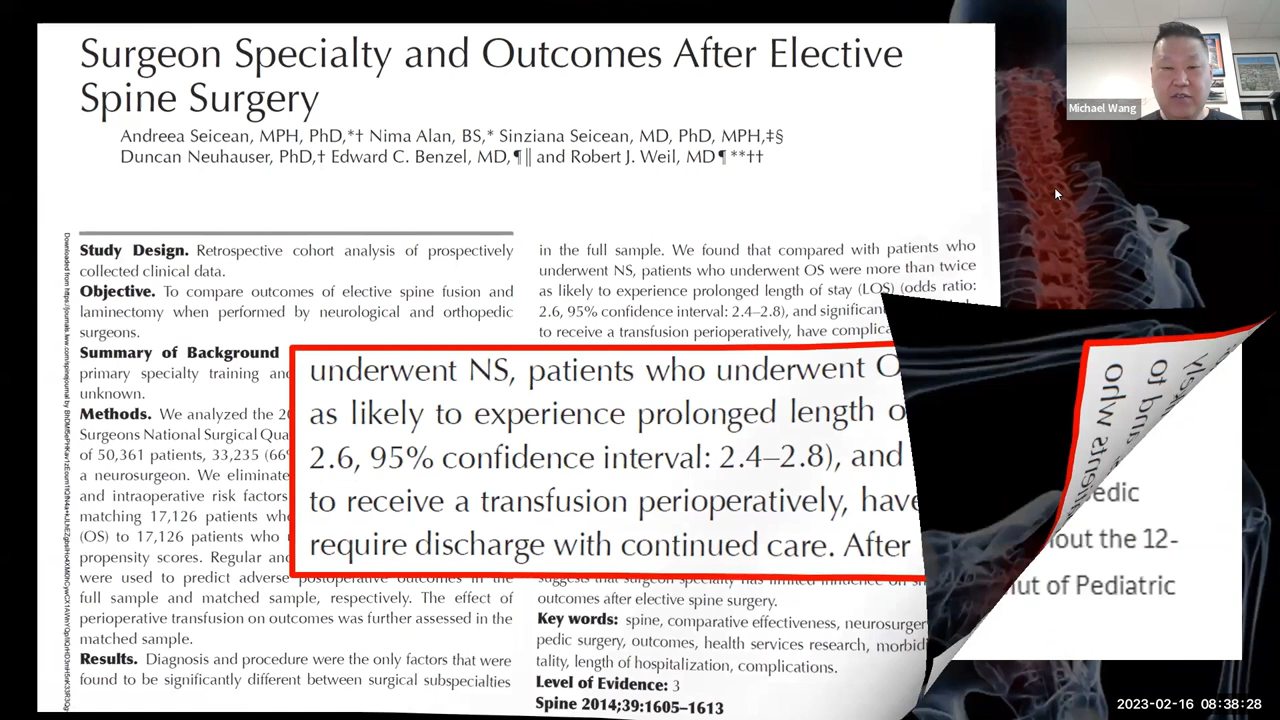 Surgeon Specialty and Outcomes After Elective
Spine Surgery
Andreea Seicean, MPH, PhD,*† Nima Alan, BS,* Sinziana Seicean, MD, PhD, MPH,‡§
Duncan Neuhauser, PhD,† Edward C. Benzel, MD,¶‖ and Robert J. Weil, MD¶**††
Study Design. Retrospective cohort analysis of prospectively
collected clinical data.
Objective. To compare outcomes of elective spine fusion and
laminectomy when performed by neurological and orthopedic
surgeons.
Summary of Background
primary specialty training and
unknown.
Methods. We analyzed the 20
Surgeons National Surgical Qua
of 50,361 patients, 33,235 (66%
a neurosurgeon. We eliminate
and intraoperative risk factors
matching 17,126 patients who
(OS) to 17,126 patients who
propensity scores. Regular and
were used to predict adverse postoperative outcomes in the
full sample and matched sample, respectively. The effect of
perioperative transfusion on outcomes was further assessed in the
matched sample.
Results. Diagnosis and procedure were the only factors that were
found to be significantly different between surgical subspecialties
in the full sample. We found that compared with patients who
underwent NS, patients who underwent OS were more than twice
as likely to experience prolonged length of stay (LOS) (odds ratio:
2.6, 95% confidence interval: 2.4–2.8), and significant
to receive a transfusion perioperatively, have complica
underwent NS, patients who underwent O
as likely to experience prolonged length o
2.6, 95% confidence interval: 2.4–2.8), and
to receive a transfusion perioperatively, have
require discharge with continued care. After
suggests that surgeon specialty has limited influence on
outcomes after elective spine surgery.
Key words: spine, comparative effectiveness, neurosurger
pedic surgery, outcomes, health services research, morbid
tality, length of hospitalization, complications.
Level of Evidence: 3
Spine 2014;39:1605–1613
Michael Wang
who
of
edic
out the 12-
ut of Pediatric
2023-02-16 08:38:28